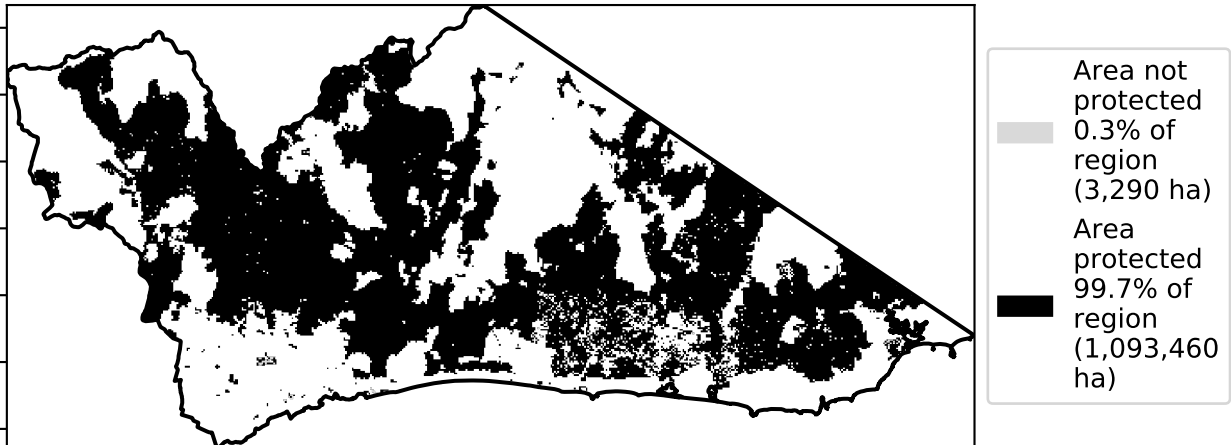 Area not
protected
0.3% of
region
(3,290 ha)
Area
protected
99.7% of
region
(1,093,460
ha)